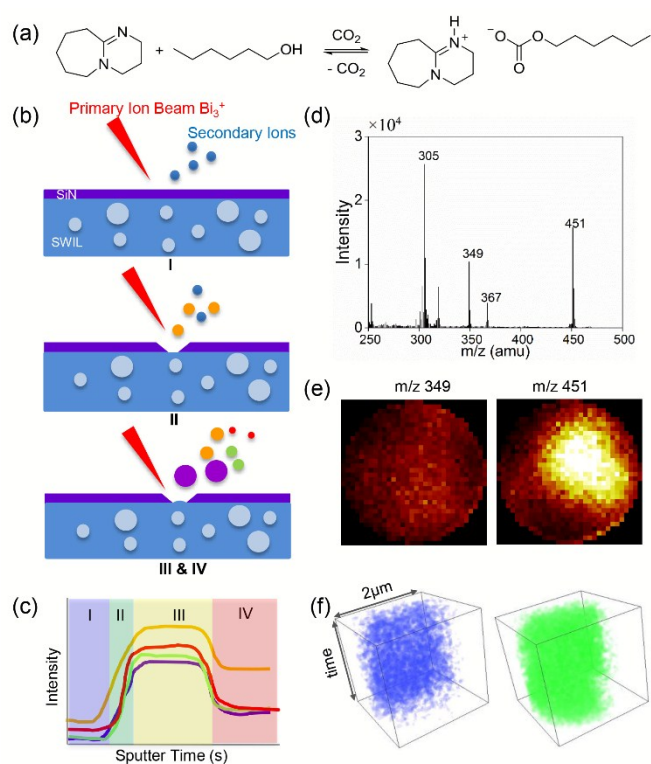 (a)
N
N
+
OH
CO₂
- CO₂
H
N
+
N
⁻O
O
O
(b)
Primary Ion Beam Bi₃⁺
Secondary Ions
SiN
SWIL
I
II
III & IV
(c)
I II III IV
Intensity
Sputter Time (s)
(d)
×10⁴
3
2
1
0
Intensity
305
349
367
451
250 300 350 400 450 500
m/z (amu)
(e)
m/z 349 m/z 451
(f)
2μm
time